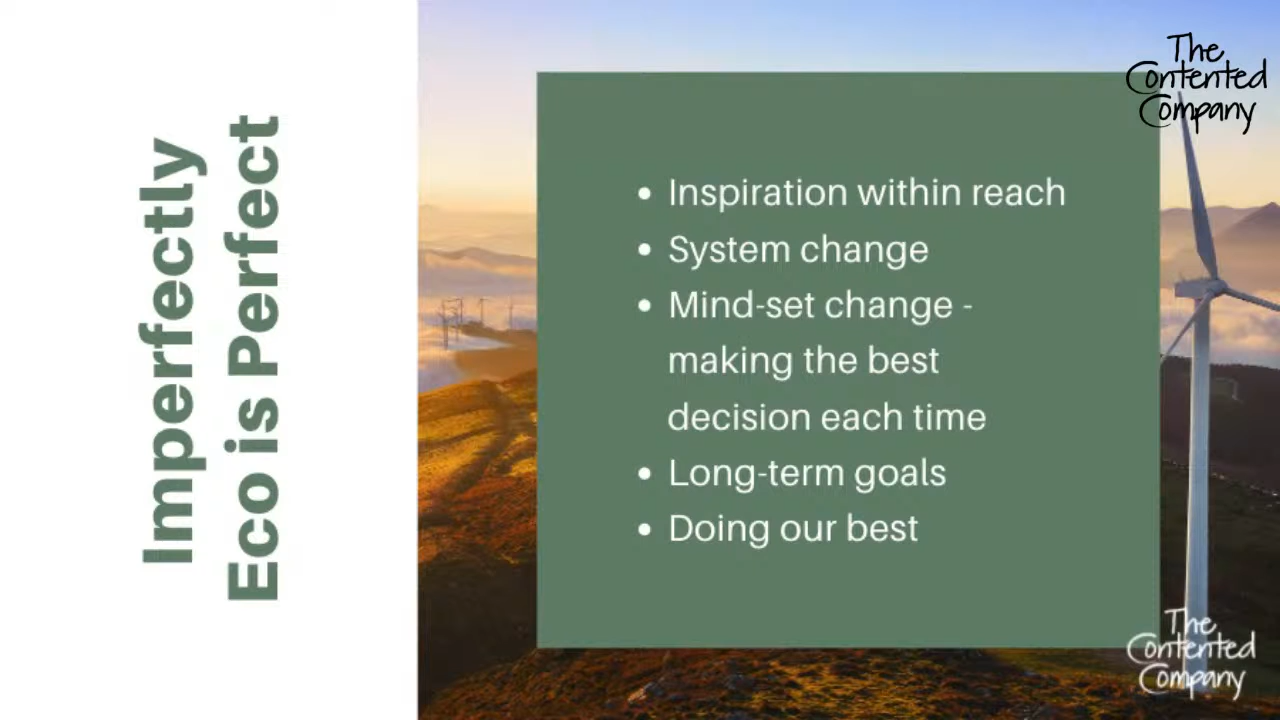 Imperfectly
Eco is Perfect
The
Contented
Company
• Inspiration within reach
• System change
• Mind-set change -
making the best
decision each time
• Long-term goals
• Doing our best
The
Contented
Company